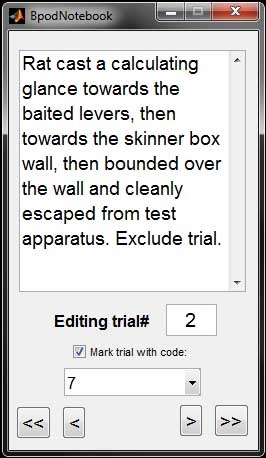 BpodNotebook
Rat cast a calculating
glance towards the
baited levers, then
towards the skinner box
wall, then bounded over
the wall and cleanly
escaped from test
apparatus. Exclude trial.
Editing trial# 2
Mark trial with code:
7
<< < > >>